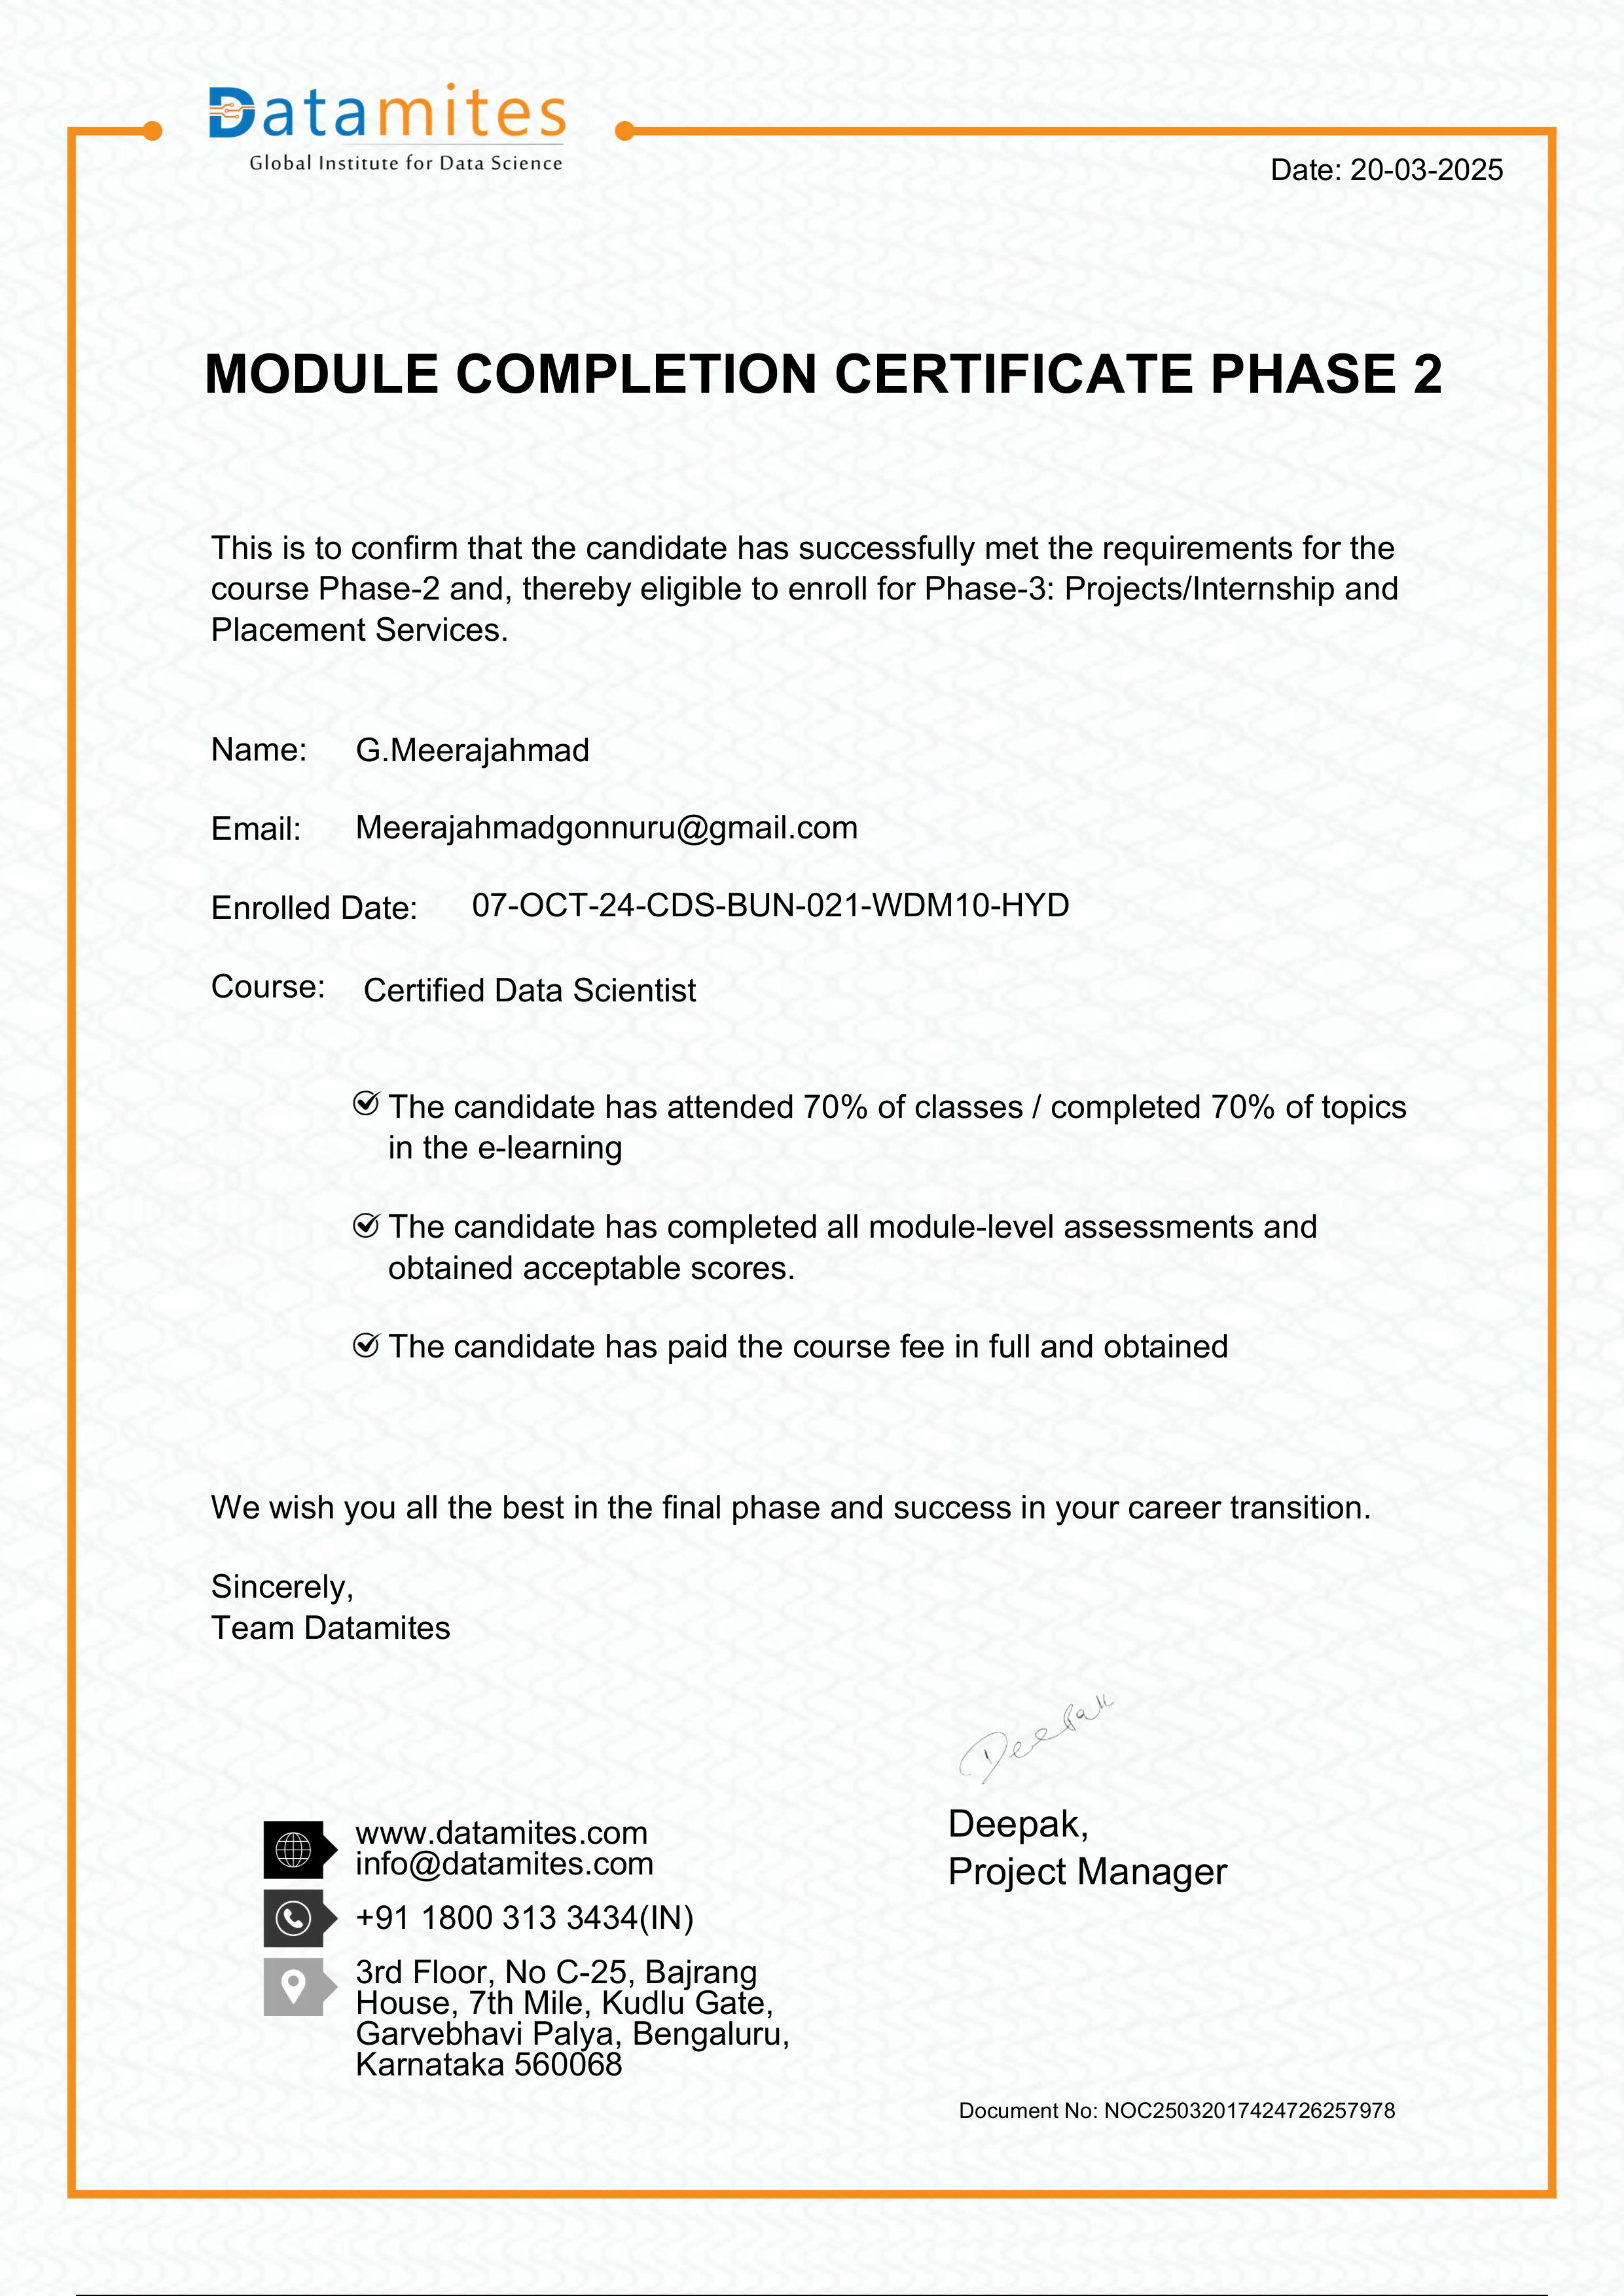 Datamites
Global Institute for Data Science
Date: 20-03-2025
MODULE COMPLETION CERTIFICATE PHASE 2
This is to confirm that the candidate has successfully met the requirements for the
course Phase-2 and, thereby eligible to enroll for Phase-3: Projects/Internship and
Placement Services.
Name: G.Meerajahmad
Email: Meerajahmadgonnuru@gmail.com
Enrolled Date: 07-OCT-24-CDS-BUN-021-WDM10-HYD
Course: Certified Data Scientist
The candidate has attended 70% of classes / completed 70% of topics
in the e-learning
The candidate has completed all module-level assessments and
obtained acceptable scores.
The candidate has paid the course fee in full and obtained
We wish you all the best in the final phase and success in your career transition.
Sincerely,
Team Datamites
Deepak
Deepak,
Project Manager
www.datamites.com
info@datamites.com
+91 1800 313 3434(IN)
3rd Floor, No C-25, Bajrang
House, 7th Mile, Kudlu Gate,
Garvebhavi Palya, Bengaluru,
Karnataka 560068
Document No: NOC25032017424726257978